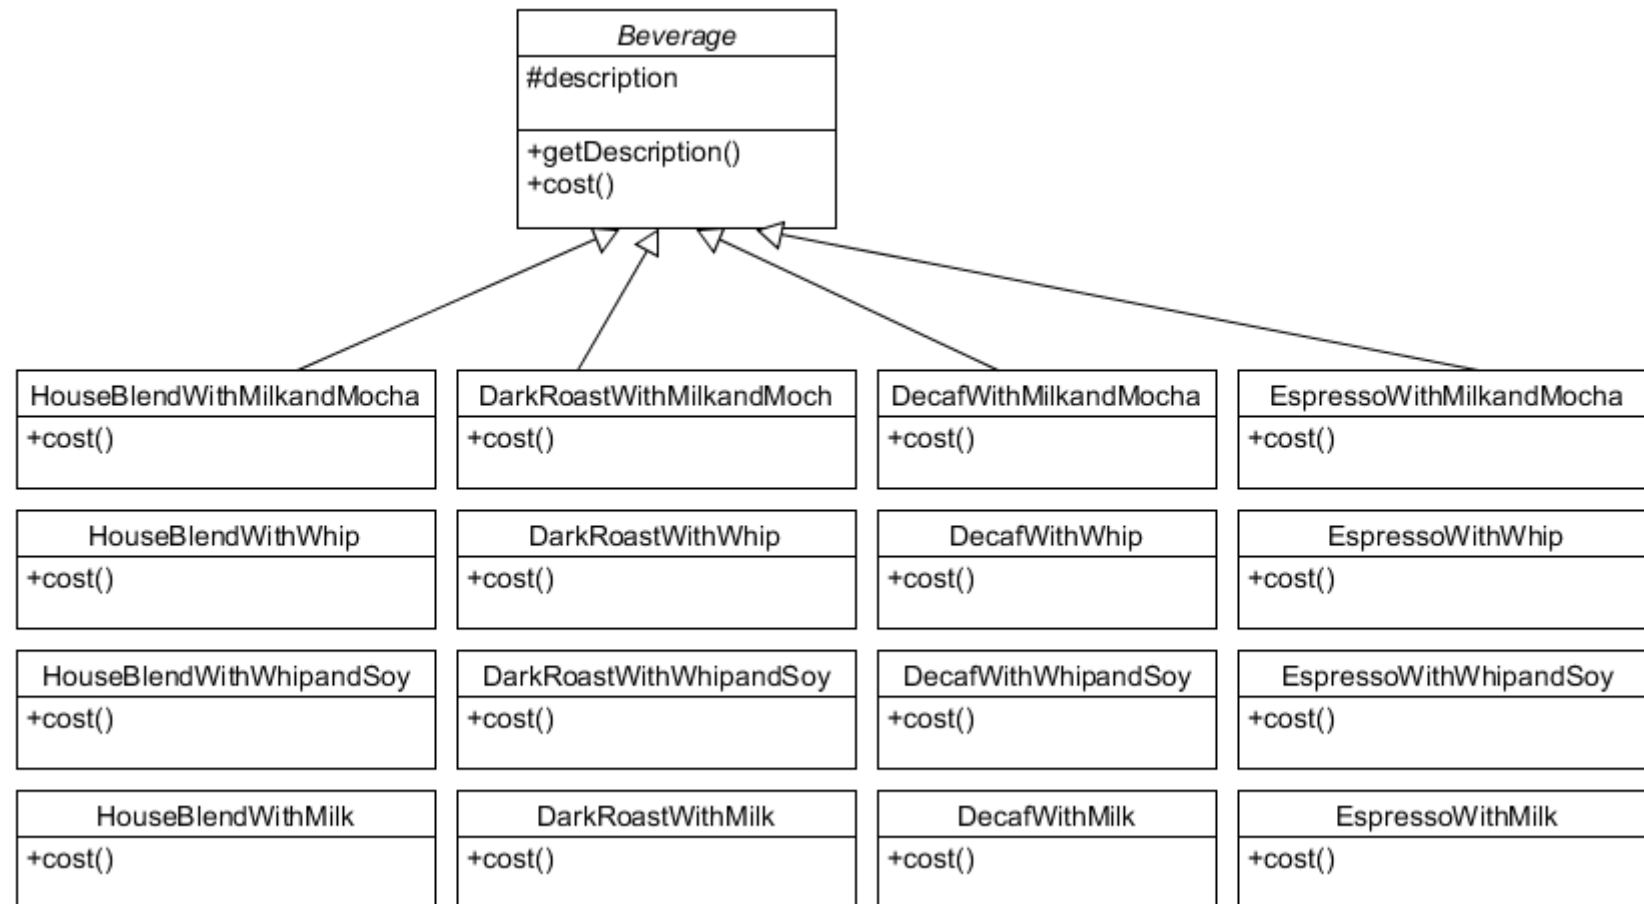 Beverage
#description
+getDescription()
+cost()
HouseBlendWithMilkandMocha
+cost()
DarkRoastWithMilkandMoch
+cost()
DecafWithMilkandMocha
+cost()
EspressoWithMilkandMocha
+cost()
HouseBlendWithWhip
+cost()
DarkRoastWithWhip
+cost()
DecafWithWhip
+cost()
EspressoWithWhip
+cost()
HouseBlendWithWhipandSoy
+cost()
DarkRoastWithWhipandSoy
+cost()
DecafWithWhipandSoy
+cost()
EspressoWithWhipandSoy
+cost()
HouseBlendWithMilk
+cost()
DarkRoastWithMilk
+cost()
DecafWithMilk
+cost()
EspressoWithMilk
+cost()